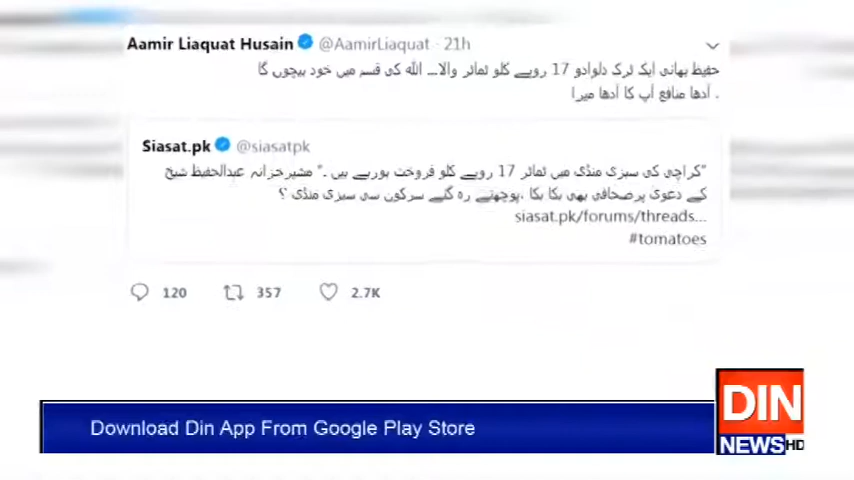 Aamir Liaquat Husain @AamirLiaquat · 21h
حفیظ بھائی ایک ٹرک دلوادو 17 روپے کلو ٹماٹر والا۔۔۔ اللہ کی قسم میں خود بیچوں گا
۔ آدھا منافع آپ کا آدھا میرا
Siasat.pk @siasatpk
"کراچی کی سبزی منڈی میں ٹماٹر 17 روپے کلو فروخت ہورہے ہیں ۔" مشیرخزانہ عبدالحفیظ شیخ
کے دعویٰ پرصحافی بھی ہکا بکا ،پوچھتے رہ گئے سرکون سی سبزی منڈی ؟
siasat.pk/forums/threads...
#tomatoes
120 357 2.7K
Download Din App From Google Play Store
DIN
NEWS HD